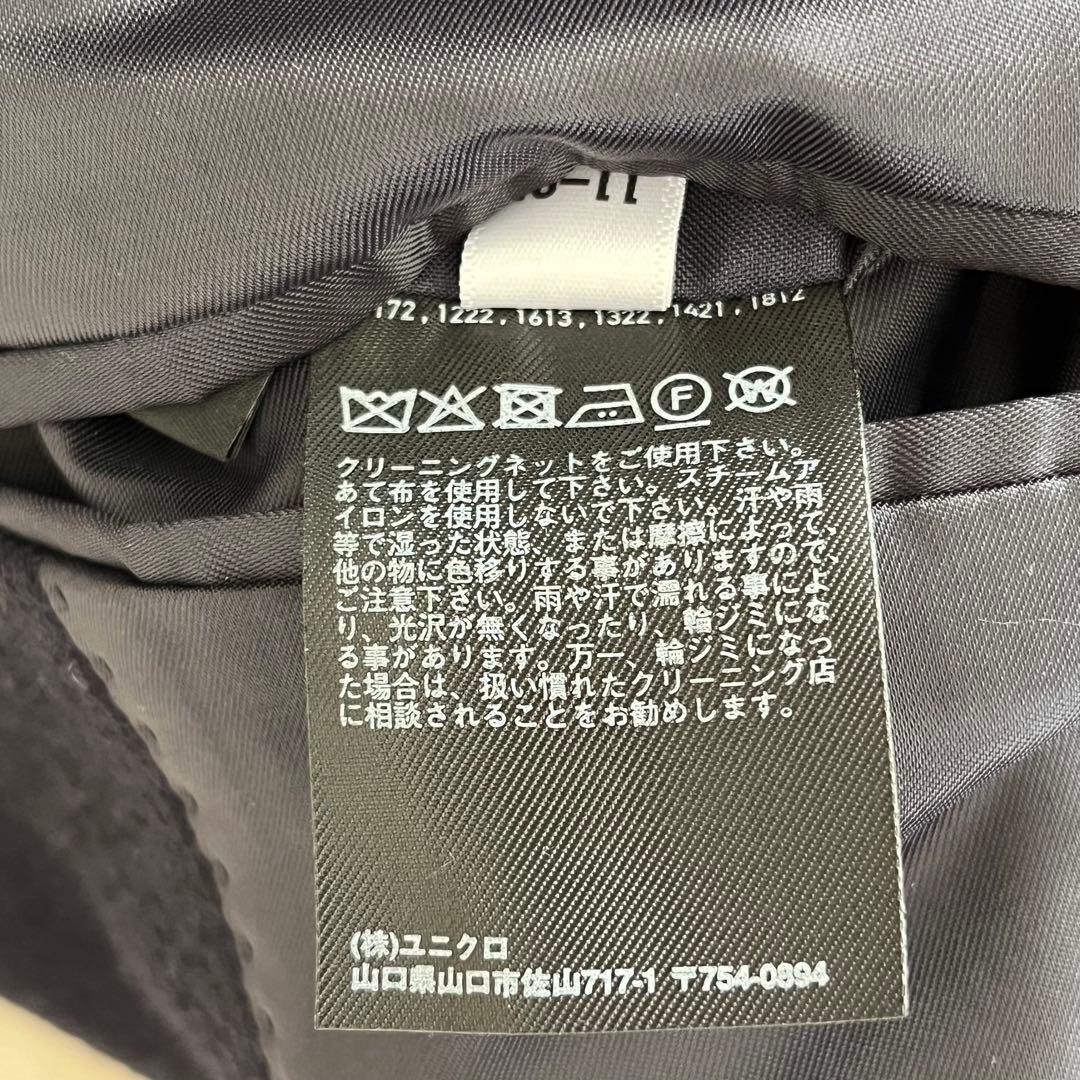 11-
172,1222,1613,1322,1421,1812
F W
クリーニングネットをご使用下さい。
あて布を使用して下さい。スチームア
イロンを使用しないで下さい。汗や雨
等で湿った状態、または摩擦によって、
他の物に色移りする事がありますので
ご注意下さい。雨や汗で濡れる事によ
り、光沢が無くなったり、輪ジミにな
る事があります。万一、輪ジミになっ
た場合は、扱い慣れたクリーニング店
に相談されることをお勧めします。
(株)ユニクロ
山口県山口市佐山717-1 〒754-0894